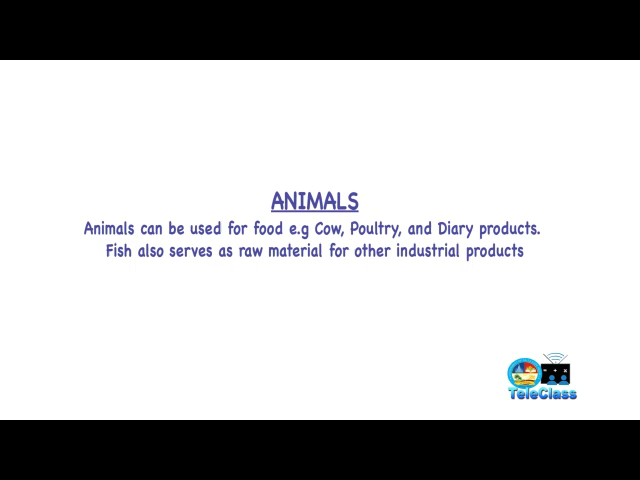 ANIMALS
Animals can be used for food e.g Cow, Poultry, and Diary products.
Fish also serves as raw material for other industrial products
TeleClass